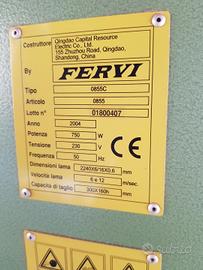 Costruttore
Qingdao Capital Resource
Electric Co., Ltd.
155 Zhuzhou Road, Qingdao,
Shandong, China
By FERVI
Tipo 0855C
Articolo 0855
Lotto n° 01800407
Anno 2004
Potenza 750 W
Tensione 230 V
Frequenza 50 Hz
CE
Dimensioni lama 2240X6/16X0,6 mm
Velocità lama 6 e 12 m/sec
Capacità di taglio 300X160h mm
subito